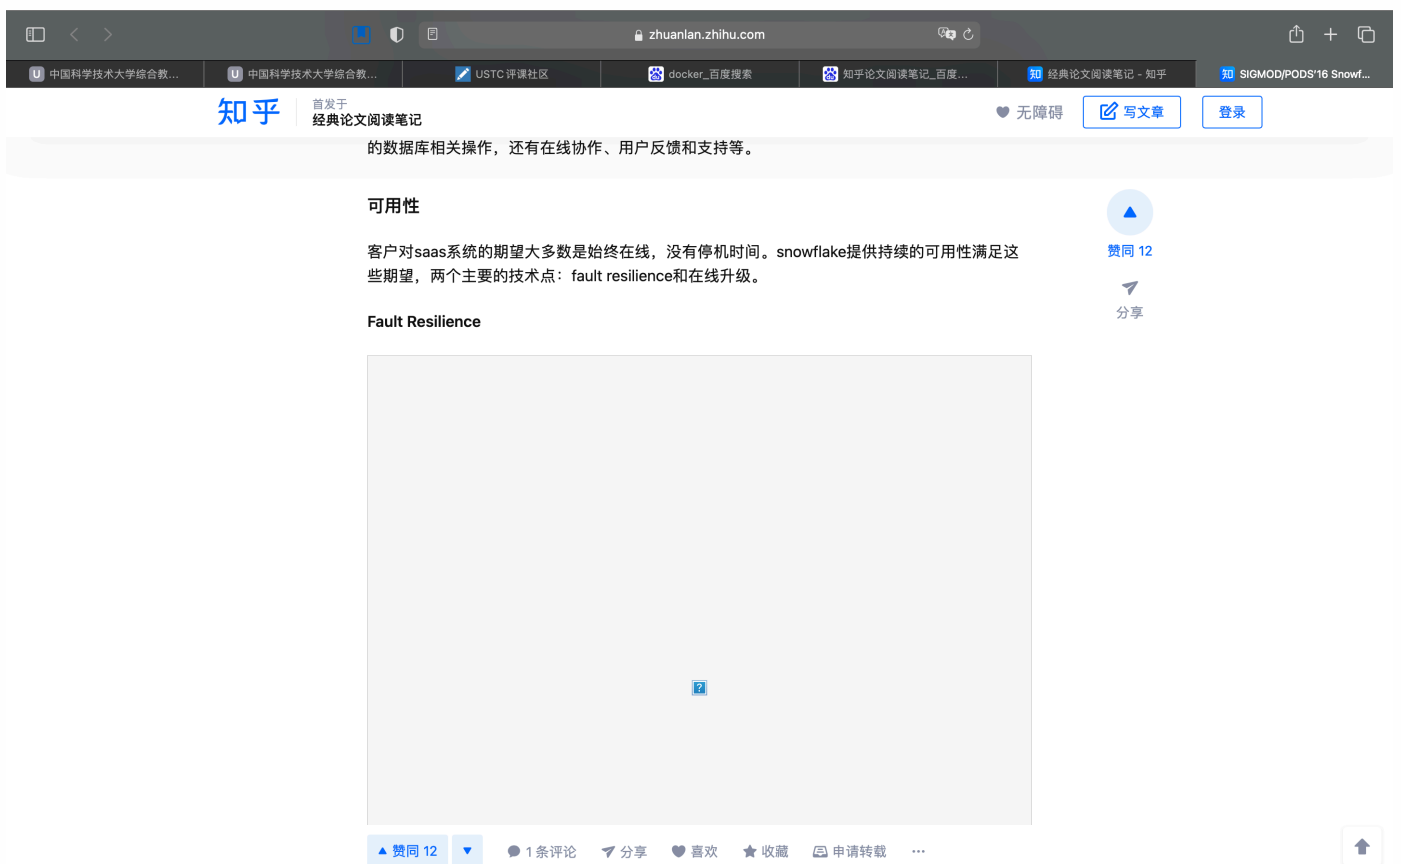 zhuanlan.zhihu.com
中国科学技术大学综合教...
中国科学技术大学综合教...
USTC 评课社区
docker_百度搜索
知乎论文阅读笔记_百度...
知 经典论文阅读笔记 - 知乎
知 SIGMOD/PODS'16 Snowf...
知乎
首发于
经典论文阅读笔记
无障碍
写文章
登录
的数据库相关操作，还有在线协作、用户反馈和支持等。
可用性
客户对saas系统的期望大多数是始终在线，没有停机时间。snowflake提供持续的可用性满足这
些期望，两个主要的技术点：fault resilience和在线升级。
赞同 12
分享
Fault Resilience
赞同 12
1 条评论
分享
喜欢
收藏
申请转载